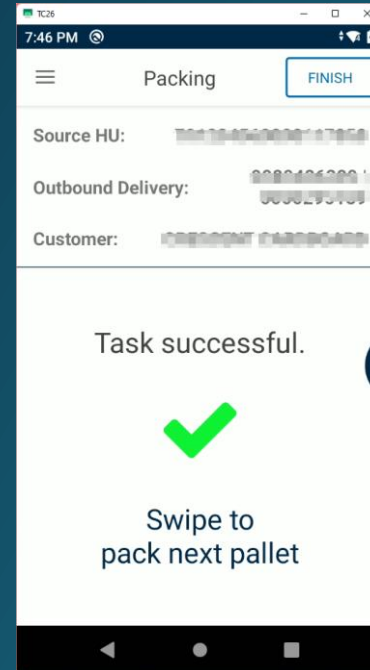 TC26
7:46 PM
Packing
FINISH
Source HU:
Outbound Delivery:
Customer:
Task successful.
Swipe to
pack next pallet